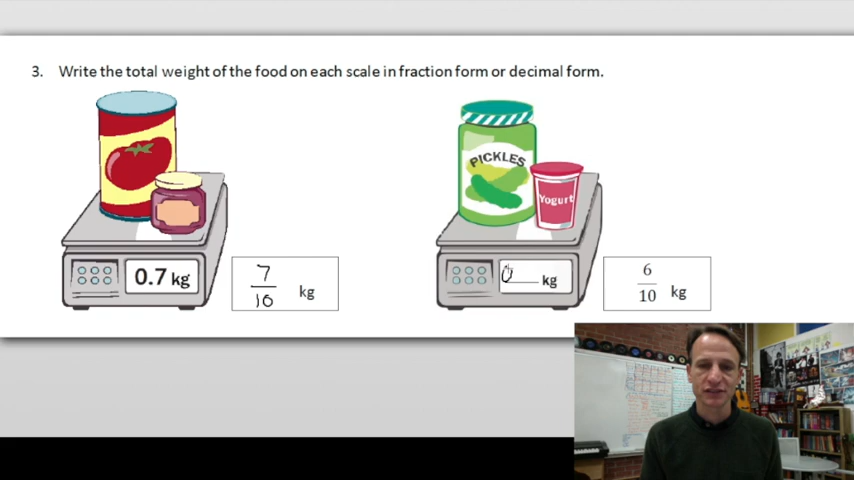 3. Write the total weight of the food on each scale in fraction form or decimal form.
PICKLES
Yogurt
0.7 kg
7
10
kg
0
kg
6
10
kg